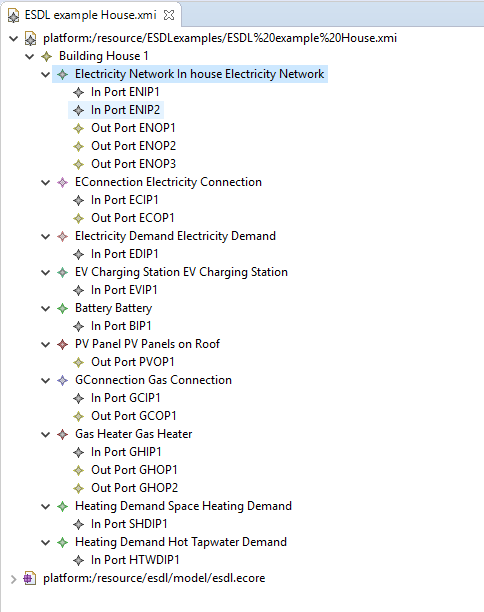 ESDL example House.xmi
platform:/resource/ESDLexamples/ESDL%20example%20House.xmi
Building House 1
Electricity Network In house Electricity Network
In Port ENIP1
In Port ENIP2
Out Port ENOP1
Out Port ENOP2
Out Port ENOP3
EConnection Electricity Connection
In Port ECIP1
Out Port ECOP1
Electricity Demand Electricity Demand
In Port EDIP1
EV Charging Station EV Charging Station
In Port EVIP1
Battery Battery
In Port BIP1
PV Panel PV Panels on Roof
Out Port PVOP1
GConnection Gas Connection
In Port GCIP1
Out Port GCOP1
Gas Heater Gas Heater
In Port GHIP1
Out Port GHOP1
Out Port GHOP2
Heating Demand Space Heating Demand
In Port SHDIP1
Heating Demand Hot Tapwater Demand
In Port HTWDIP1
platform:/resource/esdl/model/esdl.ecore